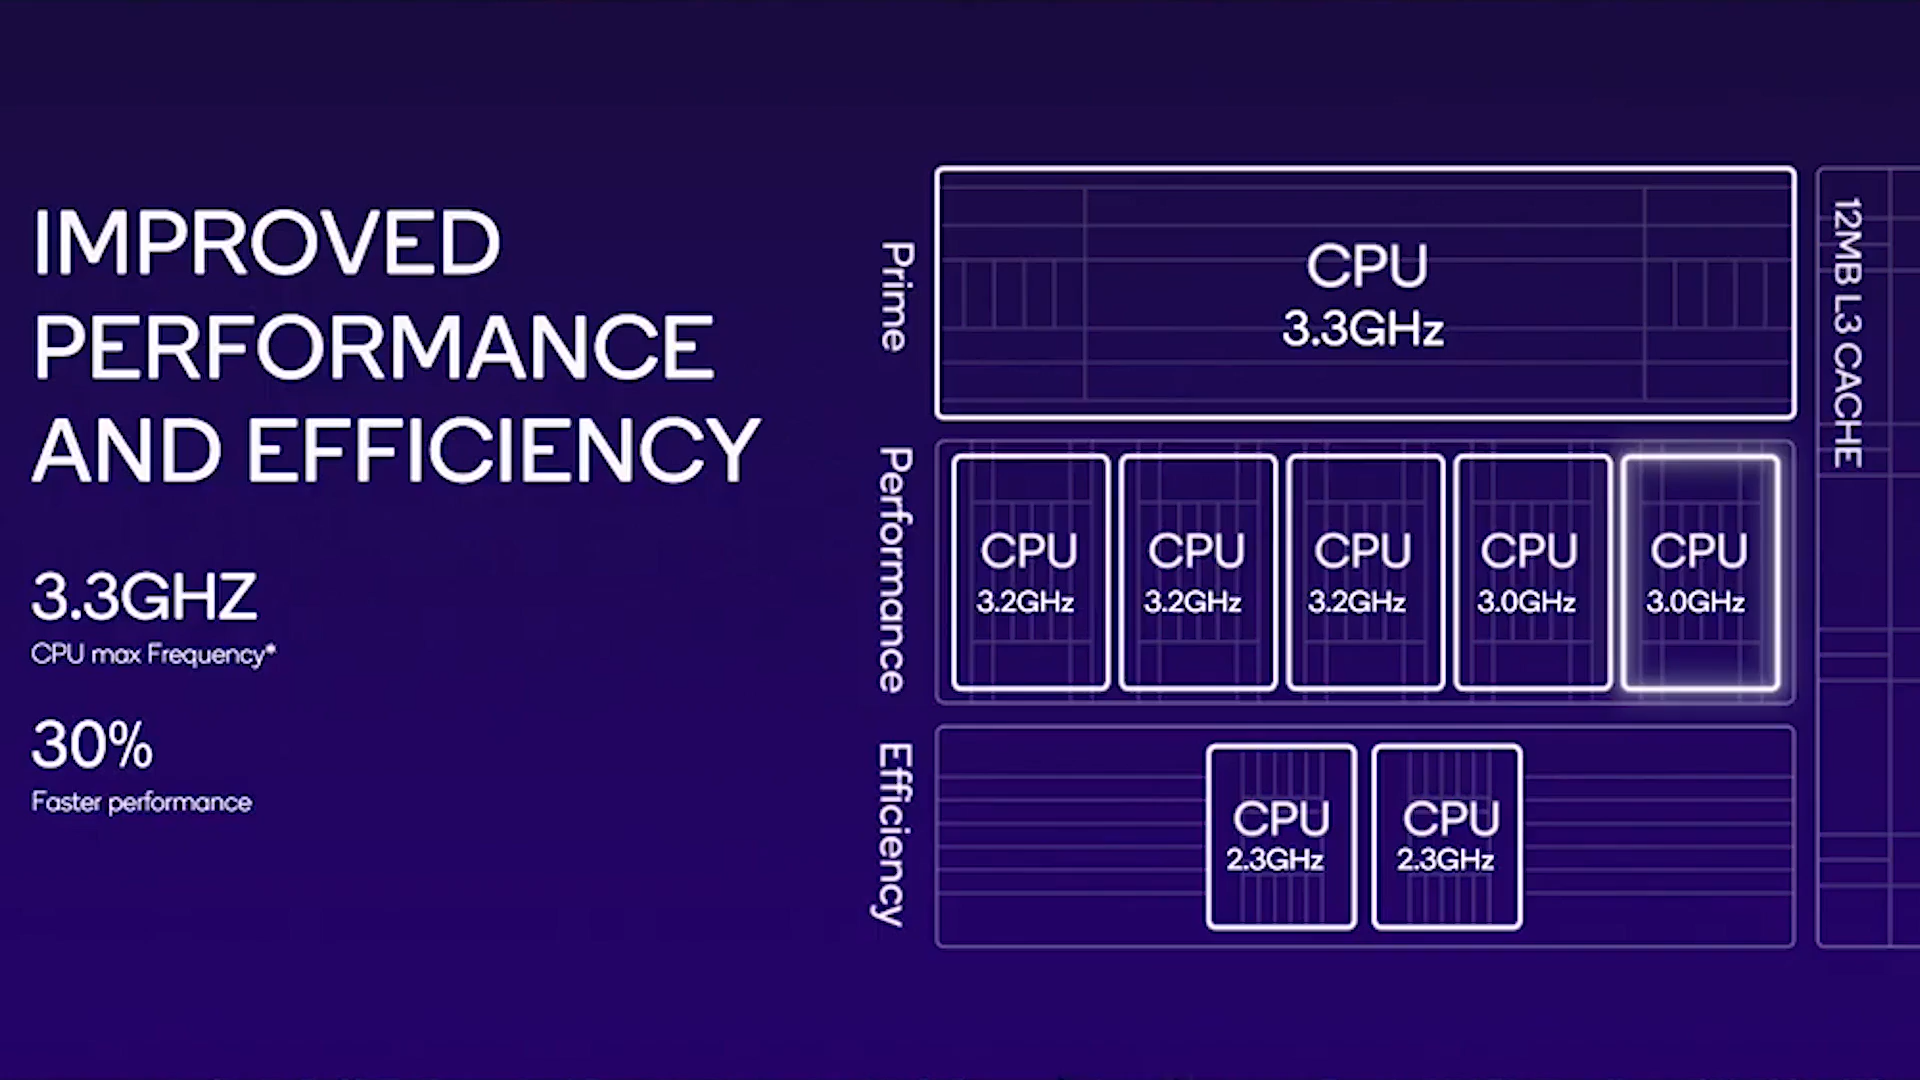 IMPROVED
PERFORMANCE
AND EFFICIENCY
3.3GHZ
CPU max Frequency*
30%
Faster performance
Prime
CPU
3.3GHz
Performance
CPU
3.2GHz
CPU
3.2GHz
CPU
3.2GHz
CPU
3.0GHz
CPU
3.0GHz
Efficiency
CPU
2.3GHz
CPU
2.3GHz
12MB L3 CACHE